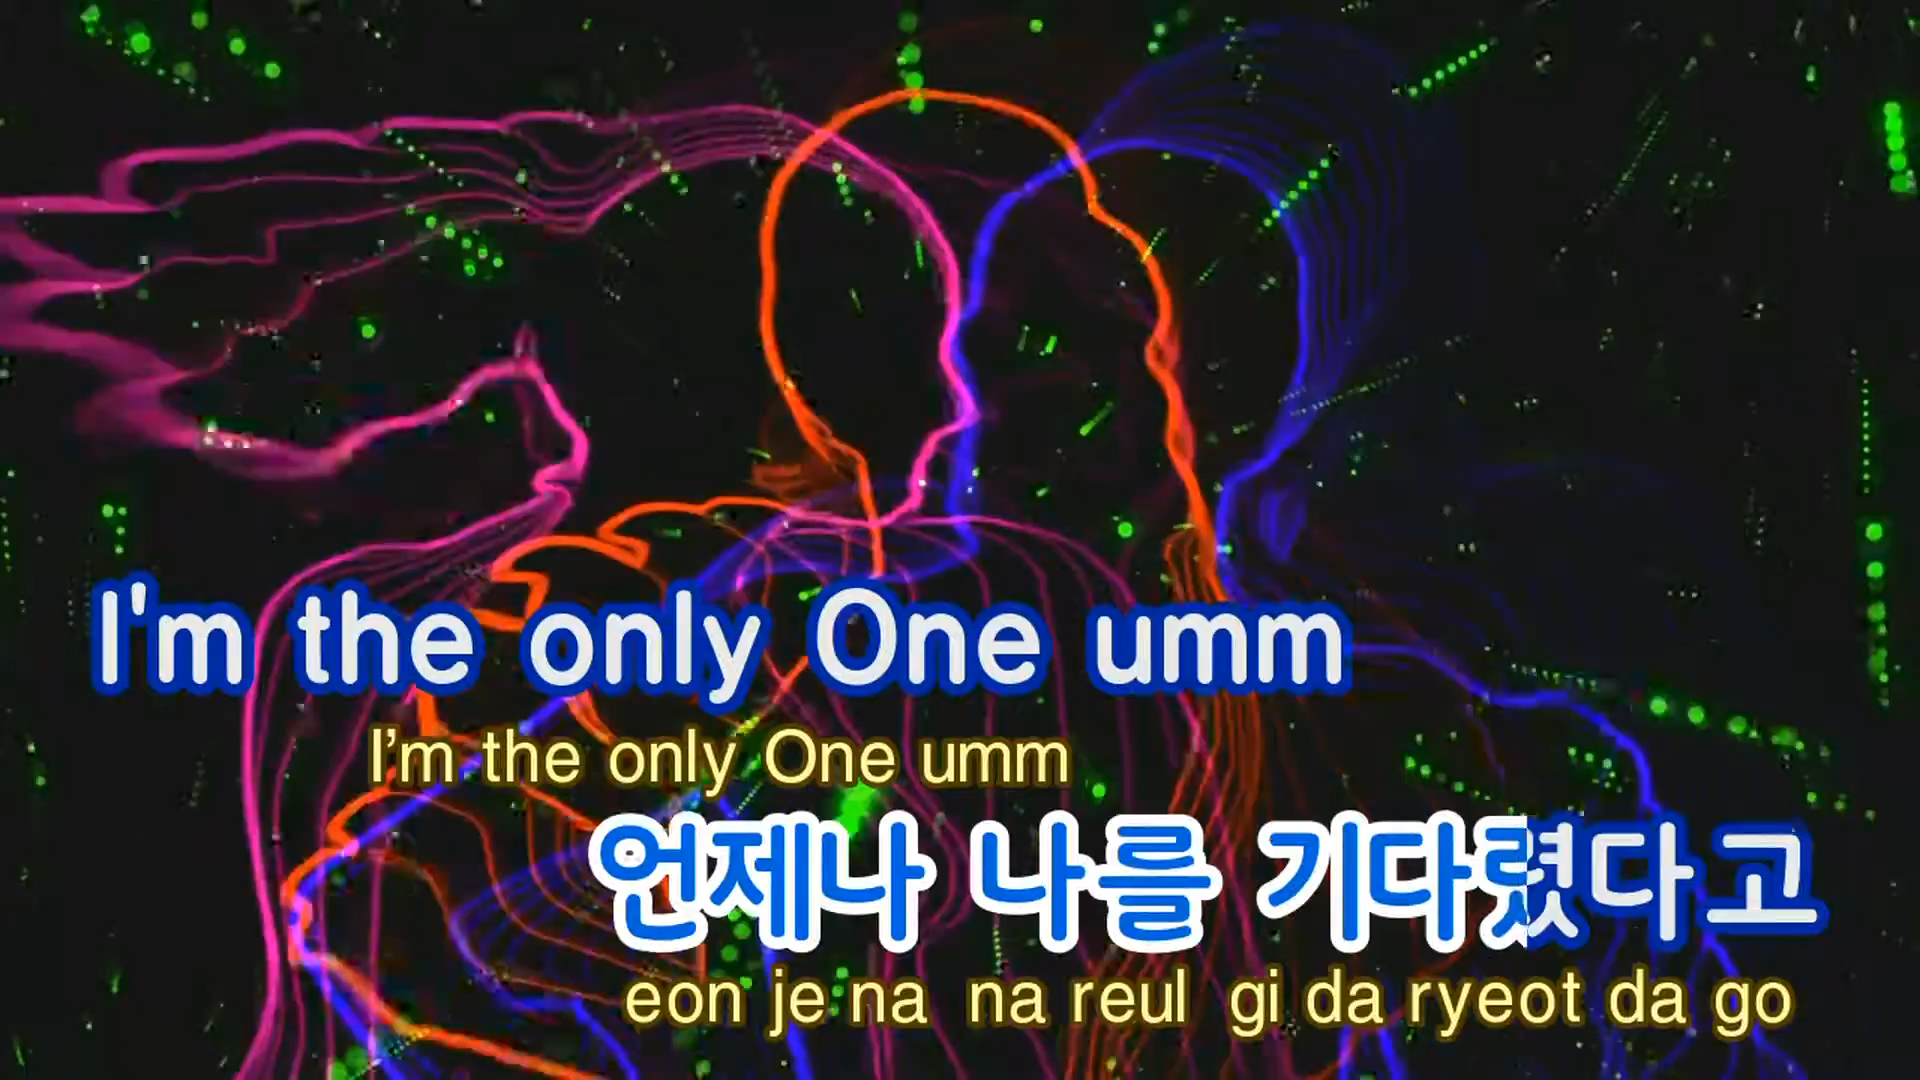 I'm the only One umm
I’m the only One umm
언제나 나를 기다렸다고
eon je na na reul gi da ryeot da go